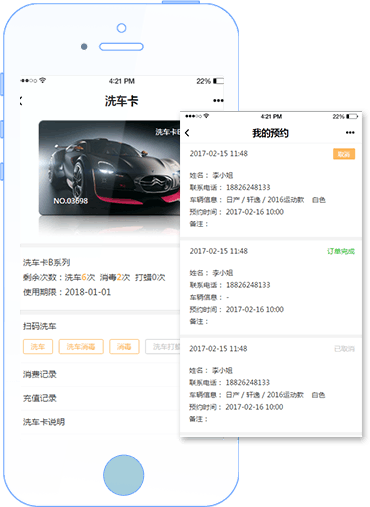 4:21 PM 22%
洗车卡
洗车卡B
NO.03698
洗车卡B系列
剩余次数：洗车6次 消毒2次 打蜡0次
使用期限：2018-01-01
扫码洗车
洗车 洗车消毒 消毒 洗车打蜡
消费记录
充值记录
洗车卡说明
4:21 PM 22%
我的预约
2017-02-15 11:48 取消
姓名： 李小姐
联系电话： 18826248133
车辆信息： 日产 / 轩逸 / 2016运动款 白色
预约时间： 2017-02-16 10:00
备注：
2017-02-15 11:48 订单完成
姓名： 李小姐
联系电话： 18826248133
车辆信息： -
预约时间： 2017-02-16 10:00
备注：
2017-02-15 11:48 已取消
姓名： 李小姐
联系电话： 18826248133
车辆信息： 日产 / 轩逸 / 2016运动款 白色
预约时间： 2017-02-16 10:00
备注：